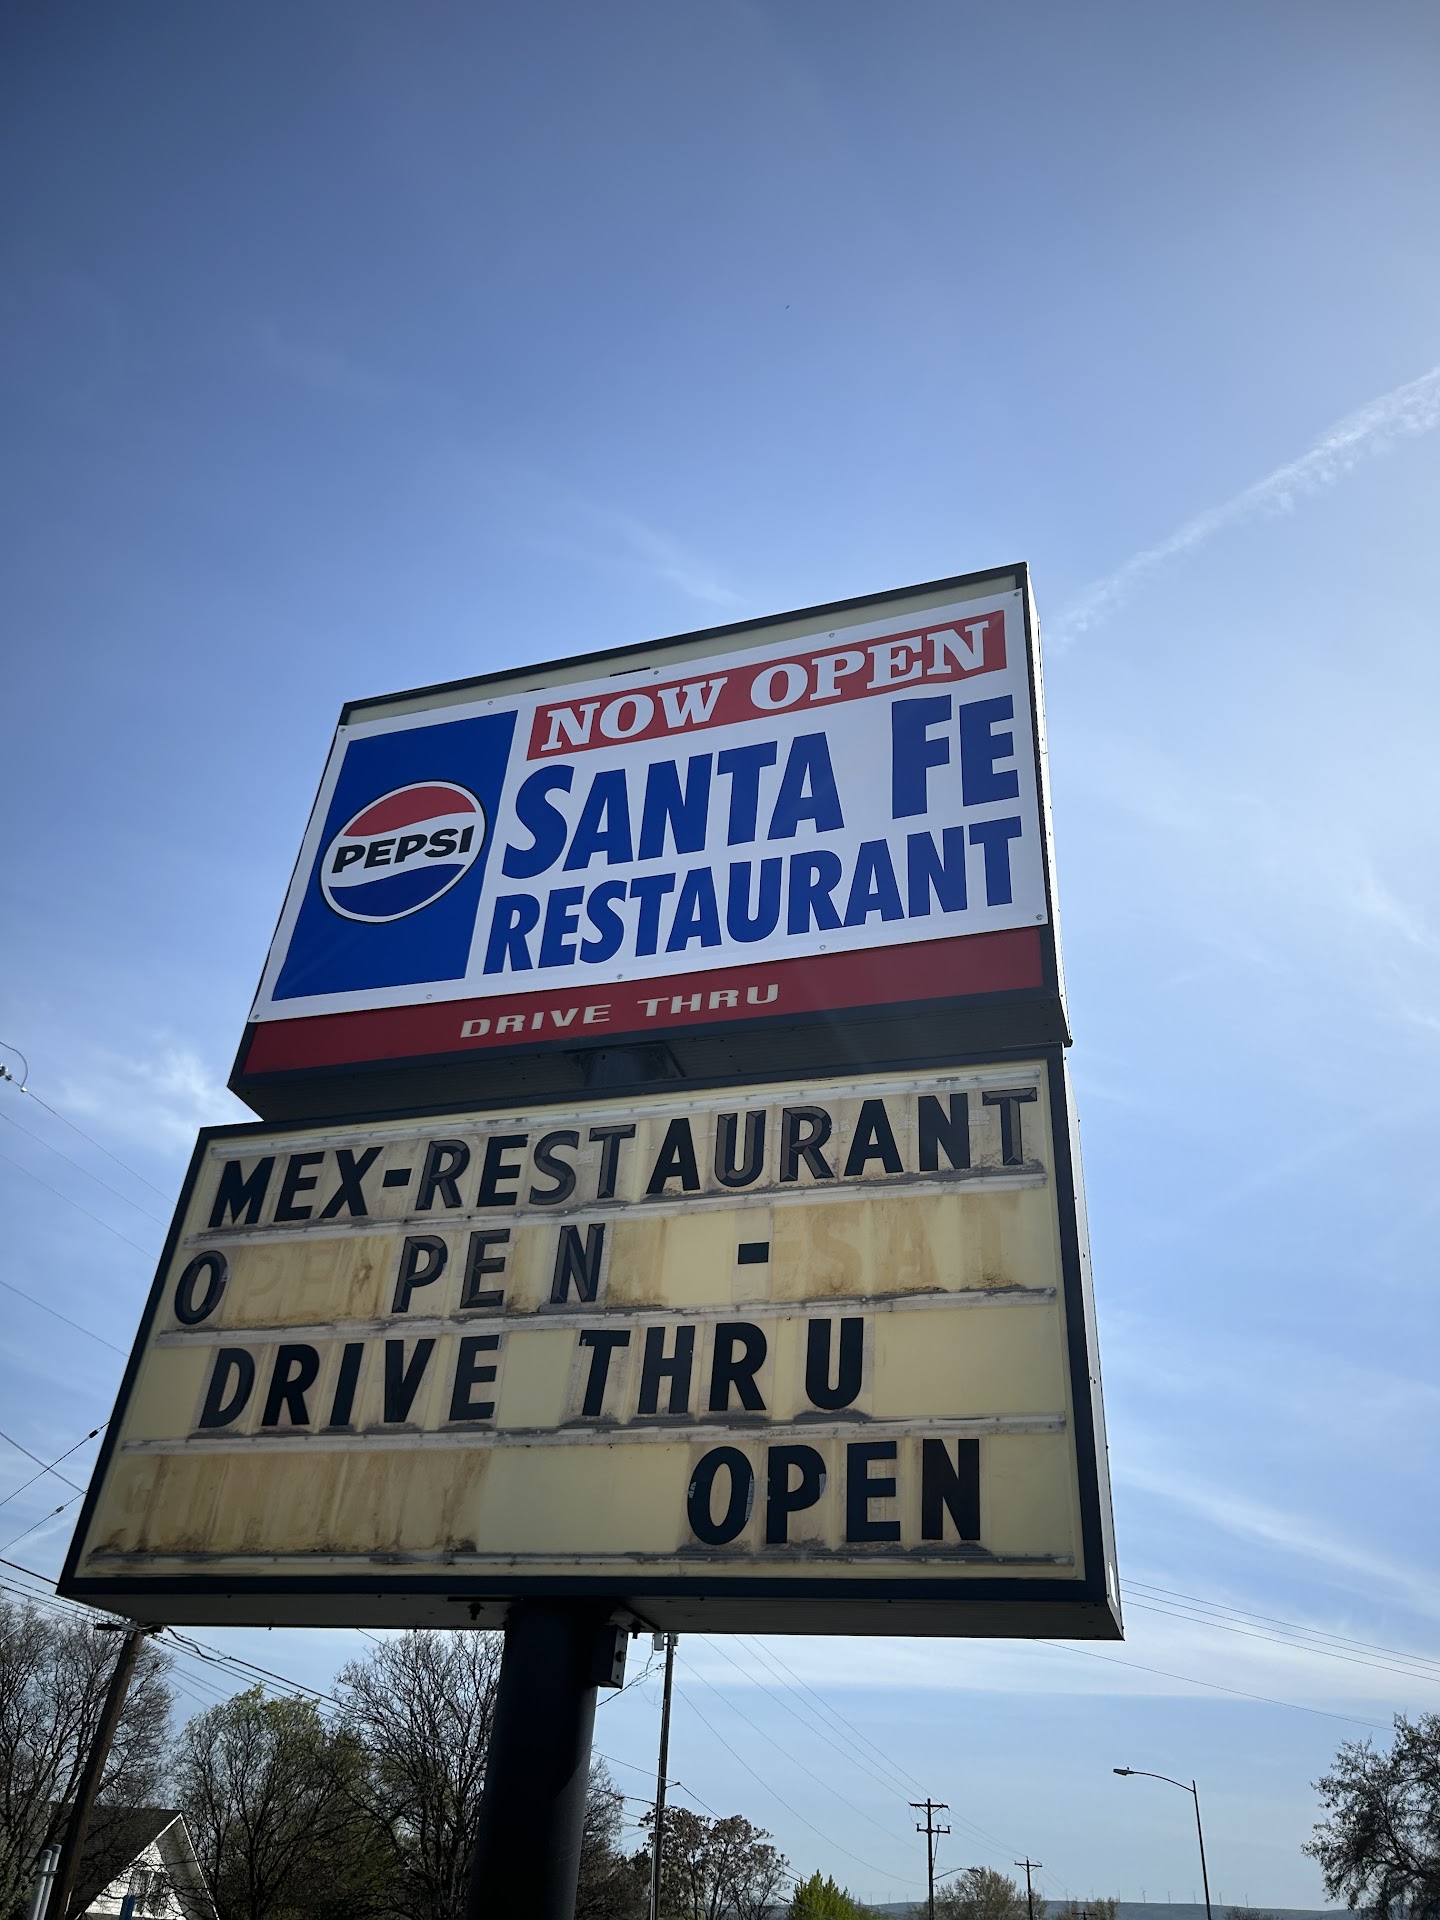 NOW OPEN
PEPSI
SANTA FE
RESTAURANT
DRIVE THRU
MEX-RESTAURANT
O PEN -
DRIVE THRU
OPEN